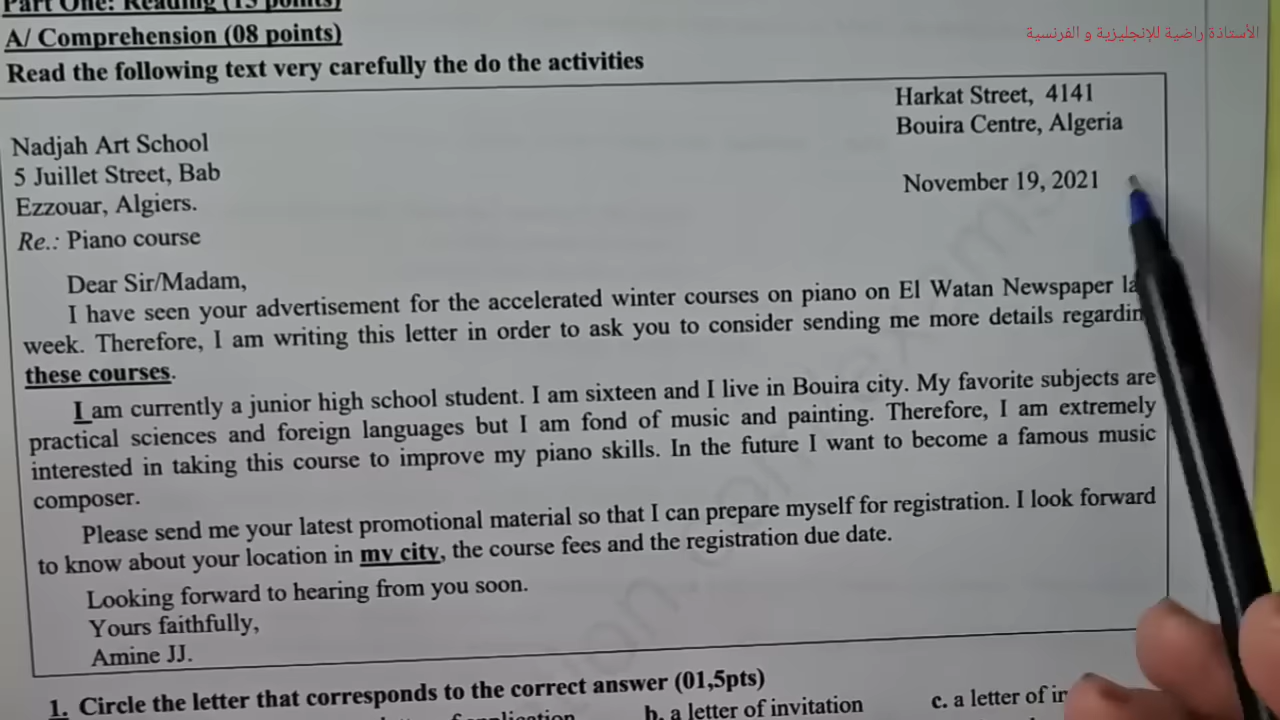 Part One: Reading (15 points)
A/ Comprehension (08 points)
الأستاذة راضية للإنجليزية و الفرنسية
Read the following text very carefully the do the activities
Harkat Street, 4141
Bouira Centre, Algeria
November 19, 2021
Nadjah Art School
5 Juillet Street, Bab
Ezzouar, Algiers.
Re.: Piano course
Dear Sir/Madam,
I have seen your advertisement for the accelerated winter courses on piano on El Watan Newspaper
week. Therefore, I am writing this letter in order to ask you to consider sending me more details
these courses.
I am currently a junior high school student. I am sixteen and I live in Bouira city. My favorite subjects are
practical sciences and foreign languages but I am fond of music and painting. Therefore, I am extremely
interested in taking this course to improve my piano skills. In the future I want to become a famous music
composer.
Please send me your latest promotional material so that I can prepare myself for registration. I look forward
to know about your location in my city, the course fees and the registration due date.
Looking forward to hearing from you soon.
Yours faithfully,
Amine JJ.
1. Circle the letter that corresponds to the correct answer (01,5pts)
b. a letter of invitation c. a letter of